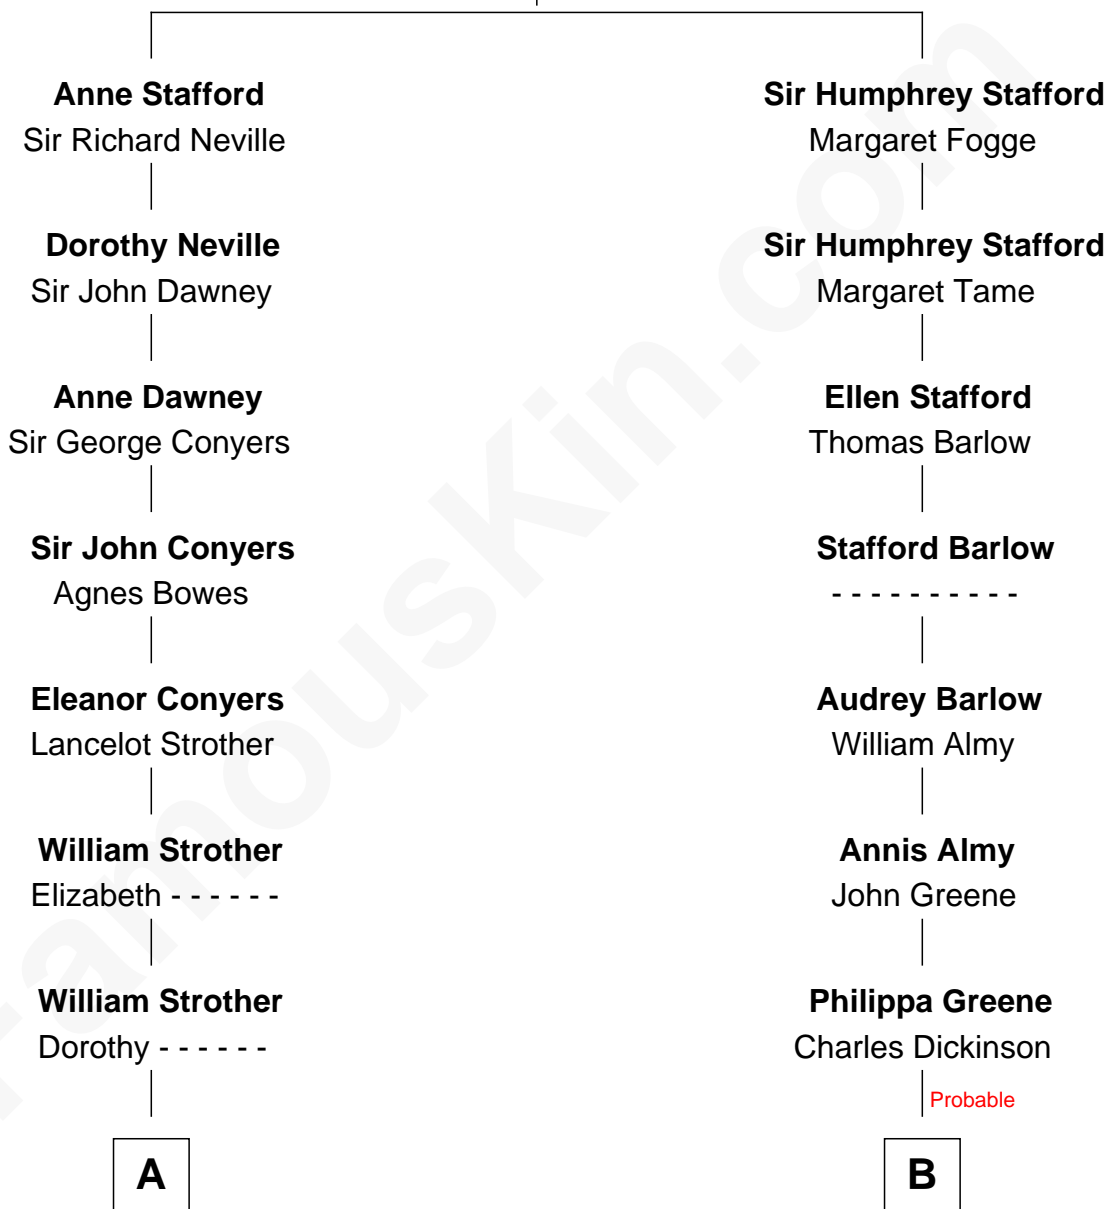 Anne Stafford
Sir Richard Neville
Dorothy Neville
Sir John Dawney
Anne Dawney
Sir George Conyers
Sir John Conyers
Agnes Bowes
Eleanor Conyers
Lancelot Strother
William Strother
Elizabeth - - - - - -
William Strother
Dorothy - - - - - -
A
Sir Humphrey Stafford
Margaret Fogge
Sir Humphrey Stafford
Margaret Tame
Ellen Stafford
Thomas Barlow
Stafford Barlow
- - - - - - - - - -
Audrey Barlow
William Almy
Annis Almy
John Greene
Philippa Greene
Charles Dickinson
Probable
B
FamousKin.com